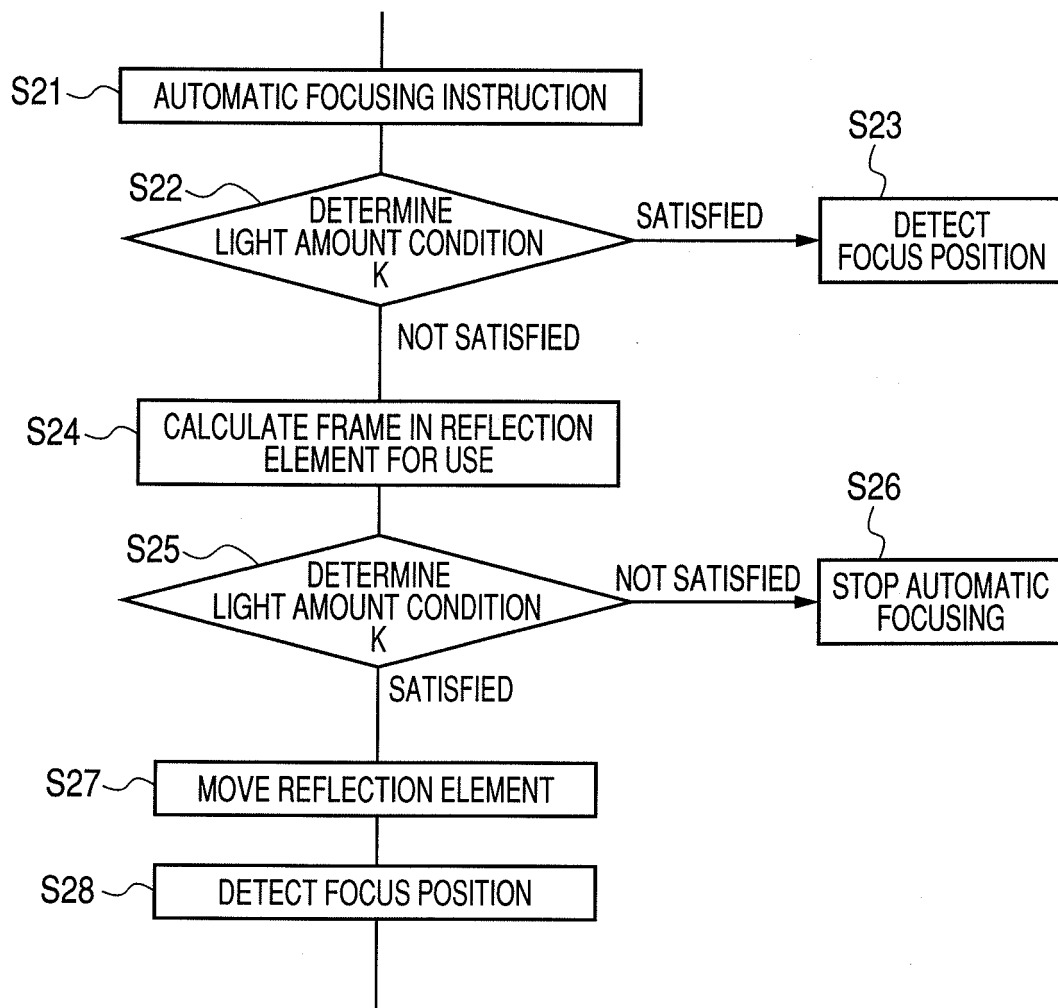 S21
AUTOMATIC FOCUSING INSTRUCTION
S22
DETERMINE
LIGHT AMOUNT CONDITION
K
SATISFIED
S23
DETECT
FOCUS POSITION
NOT SATISFIED
S24
CALCULATE FRAME IN REFLECTION
ELEMENT FOR USE
S25
DETERMINE
LIGHT AMOUNT CONDITION
K
NOT SATISFIED
S26
STOP AUTOMATIC
FOCUSING
SATISFIED
S27
MOVE REFLECTION ELEMENT
S28
DETECT FOCUS POSITION